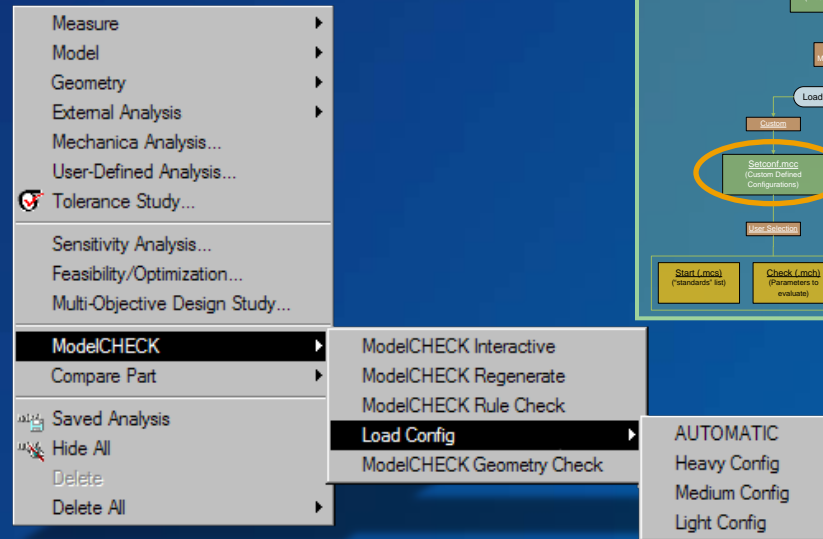 Measure
Model
Geometry
External Analysis
Mechanica Analysis...
User-Defined Analysis...
Tolerance Study...
Sensitivity Analysis...
Feasibility/Optimization...
Multi-Objective Design Study...
ModelCHECK
Compare Part
Saved Analysis
Hide All
Delete
Delete All
ModelCHECK Interactive
ModelCHECK Regenerate
ModelCHECK Rule Check
Load Config
ModelCHECK Geometry Check
AUTOMATIC
Heavy Config
Medium Config
Light Config
Load
Custom
Setconf.mcc
(Custom Defined
Configurations)
User Selection
Start (.mcs)
("standards" list)
Check (.mch)
(Parameters to
evaluate)